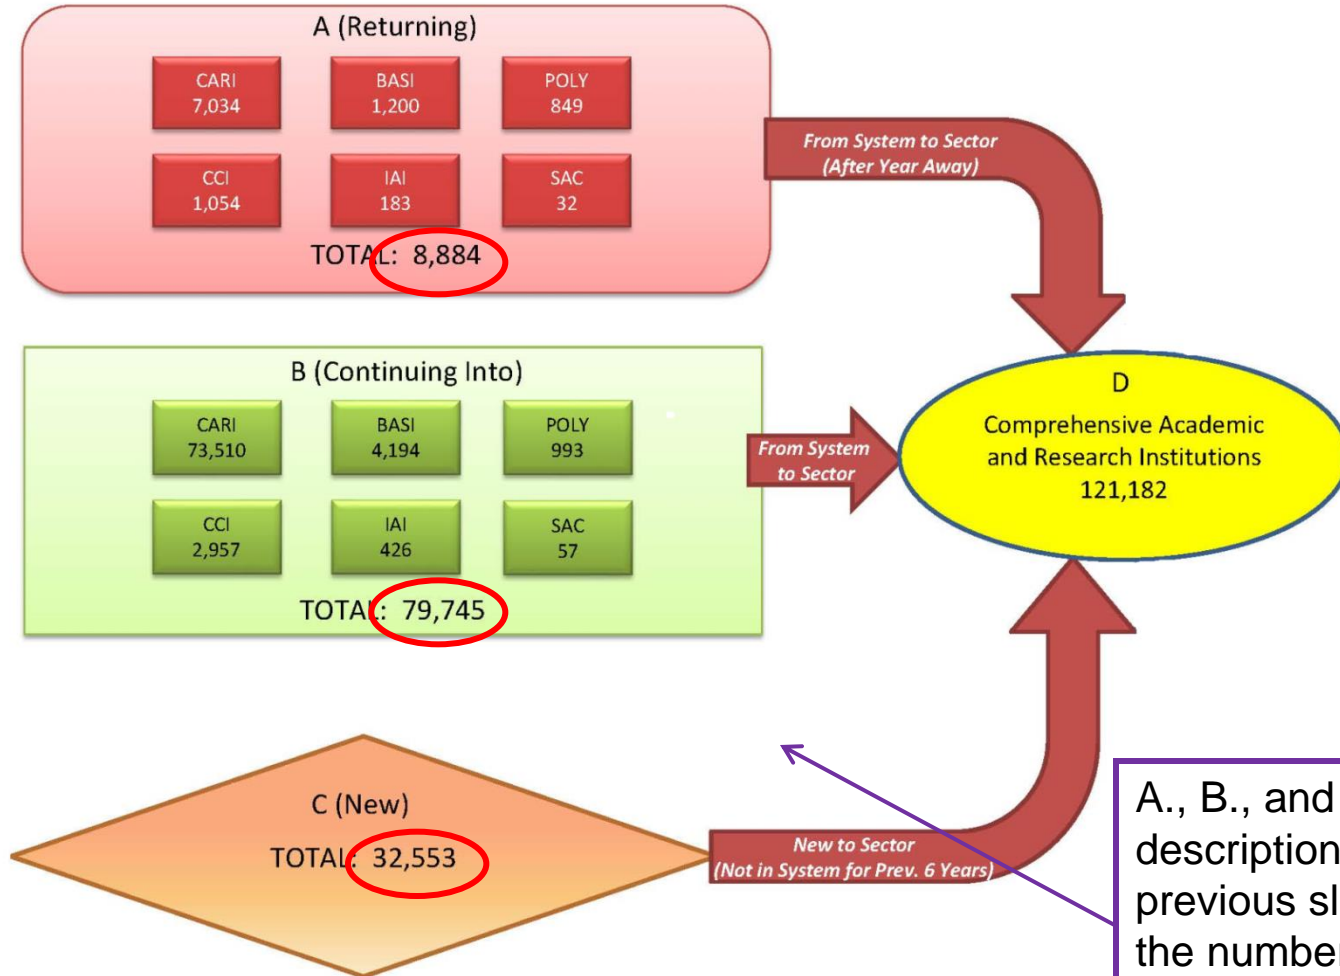 A (Returning)
CARI
7,034
BASI
1,200
POLY
849
CCI
1,054
IAI
183
SAC
32
TOTAL: 8,884
From System to Sector
(After Year Away)
B (Continuing Into)
CARI
73,510
BASI
4,194
POLY
993
CCI
2,957
IAI
426
SAC
57
TOTAL: 79,745
From System
to Sector
D
Comprehensive Academic
and Research Institutions
121,182
C (New)
TOTAL: 32,553
New to Sector
(Not in System for Prev. 6 Years)
A., B., and
description
previous sl
the number